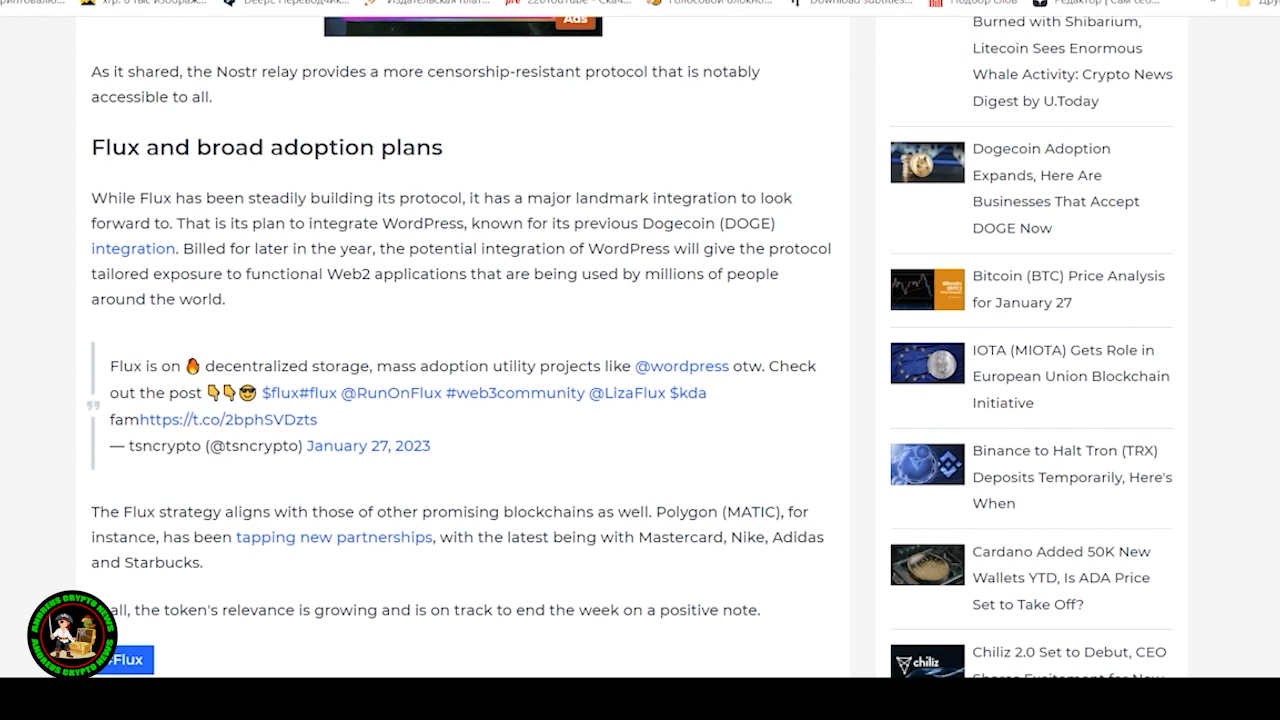 Ads
As it shared, the Nostr relay provides a more censorship-resistant protocol that is notably
accessible to all.
Flux and broad adoption plans
While Flux has been steadily building its protocol, it has a major landmark integration to look
forward to. That is its plan to integrate WordPress, known for its previous Dogecoin (DOGE)
integration. Billed for later in the year, the potential integration of WordPress will give the protocol
tailored exposure to functional Web2 applications that are being used by millions of people
around the world.
Flux is on 🔥 decentralized storage, mass adoption utility projects like @wordpress otw. Check
out the post 👇👇😎 $flux#flux @RunOnFlux #web3community @LizaFlux $kda
famhttps://t.co/2bphSVDzts
— tsncrypto (@tsncrypto) January 27, 2023
The Flux strategy aligns with those of other promising blockchains as well. Polygon (MATIC), for
instance, has been tapping new partnerships, with the latest being with Mastercard, Nike, Adidas
and Starbucks.
all, the token's relevance is growing and is on track to end the week on a positive note.
Flux
ANDREUS CRYPTO NEWS
ANDREUS CRYPTO NEWS
Burned with Shibarium,
Litecoin Sees Enormous
Whale Activity: Crypto News
Digest by U.Today
Dogecoin Adoption
Expands, Here Are
Businesses That Accept
DOGE Now
Bitcoin (BTC) Price Analysis
for January 27
IOTA (MIOTA) Gets Role in
European Union Blockchain
Initiative
Binance to Halt Tron (TRX)
Deposits Temporarily, Here's
When
Cardano Added 50K New
Wallets YTD, Is ADA Price
Set to Take Off?
chiliz
Chiliz 2.0 Set to Debut, CEO